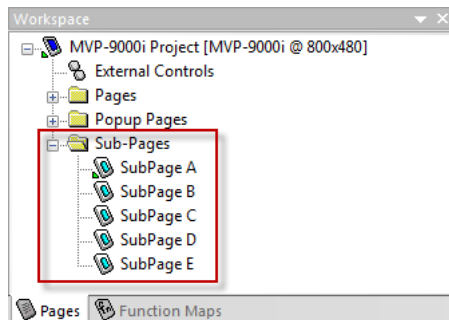 Workspace
MVP-9000i Project [MVP-9000i @ 800x480]
External Controls
Pages
Popup Pages
Sub-Pages
SubPage A
SubPage B
SubPage C
SubPage D
SubPage E
Pages Function Maps